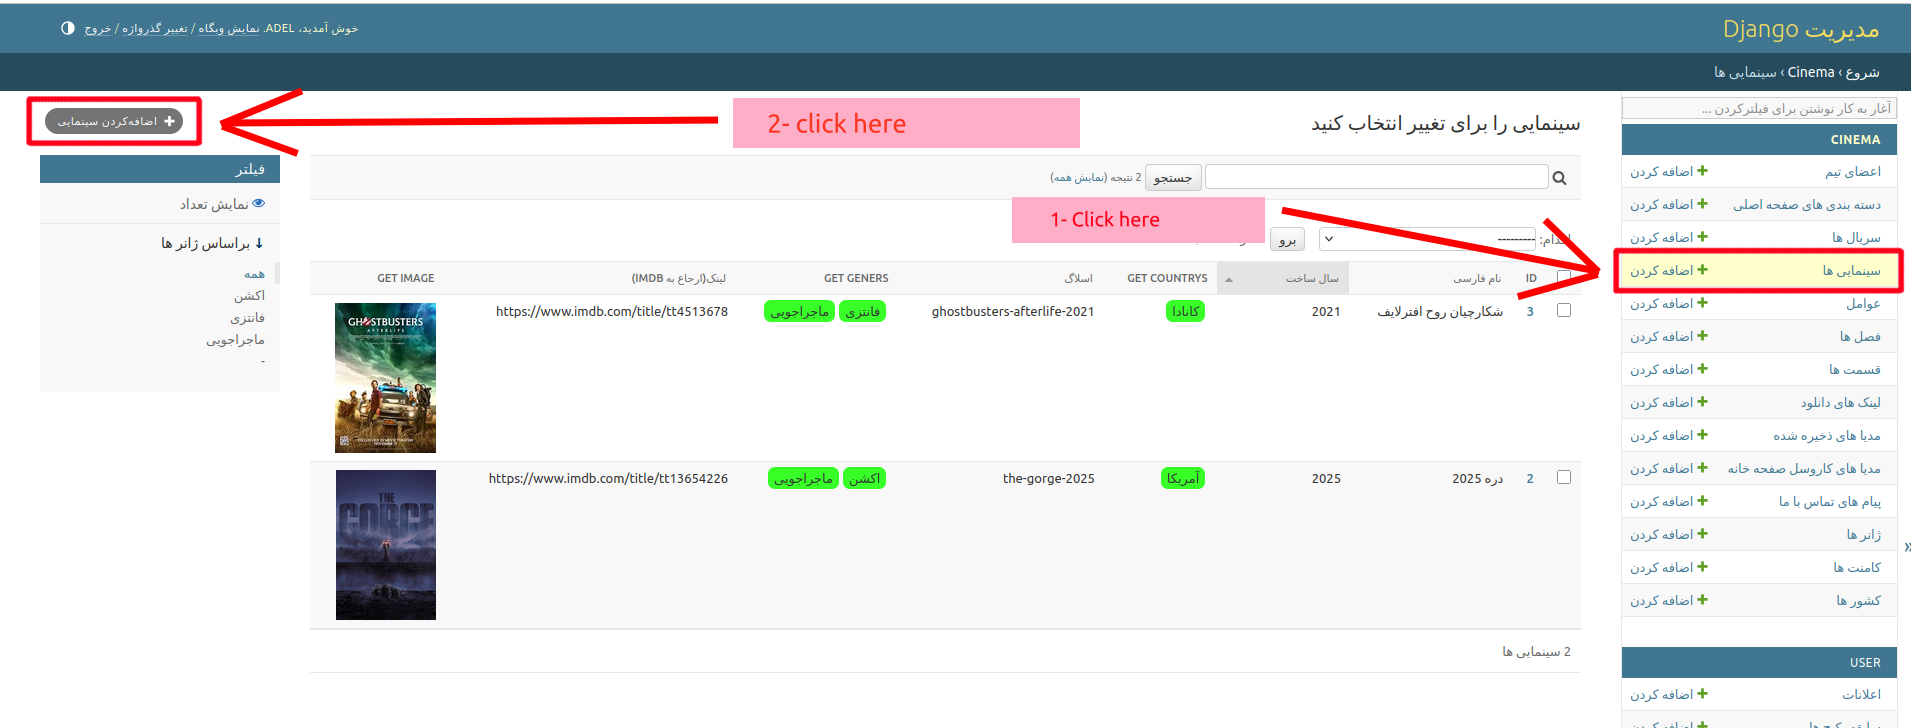 مدیریت Django
خوش آمدید، ADEL. نمایش وبگاه / تغییر گذرواژه / خروج
شروع › Cinema › سینمایی ها
آغاز به کار نوشتن برای فیلترکردن ...
CINEMA
اعضای تیم + اضافه کردن
دسته بندی های صفحه اصلی + اضافه کردن
سریال ها + اضافه کردن
سینمایی ها + اضافه کردن
عوامل + اضافه کردن
فصل ها + اضافه کردن
قسمت ها + اضافه کردن
لینک های دانلود + اضافه کردن
مدیا های ذخیره شده + اضافه کردن
مدیا های کاروسل صفحه خانه + اضافه کردن
پیام های تماس با ما + اضافه کردن
ژانر ها + اضافه کردن
کامنت ها + اضافه کردن
کشور ها + اضافه کردن
USER
اعلانات + اضافه کردن
»
سینمایی را برای تغییر انتخاب کنید
2- click here
+ اضافه‌کردن سینمایی
جستجو 2 نتیجه (نمایش همه)
1- Click here
اقدام: --------- برو
ID نام فارسی سال ساخت GET COUNTRYS اسلاگ GET GENERS لینک(ارجاع به IMDB) GET IMAGE
3 شکارچیان روح افترلایف 2021 کانادا ghostbusters-afterlife-2021 فانتزی ماجراجویی https://www.imdb.com/title/tt4513678
GHOSTBUSTERS
AFTERLIFE
2 دره 2025 2025 آمریکا the-gorge-2025 اکشن ماجراجویی https://www.imdb.com/title/tt13654226
THE
GORGE
2 سینمایی ها
فیلتر
نمایش تعداد
↓ براساس ژانر ها
همه
اکشن
فانتزی
ماجراجویی
-